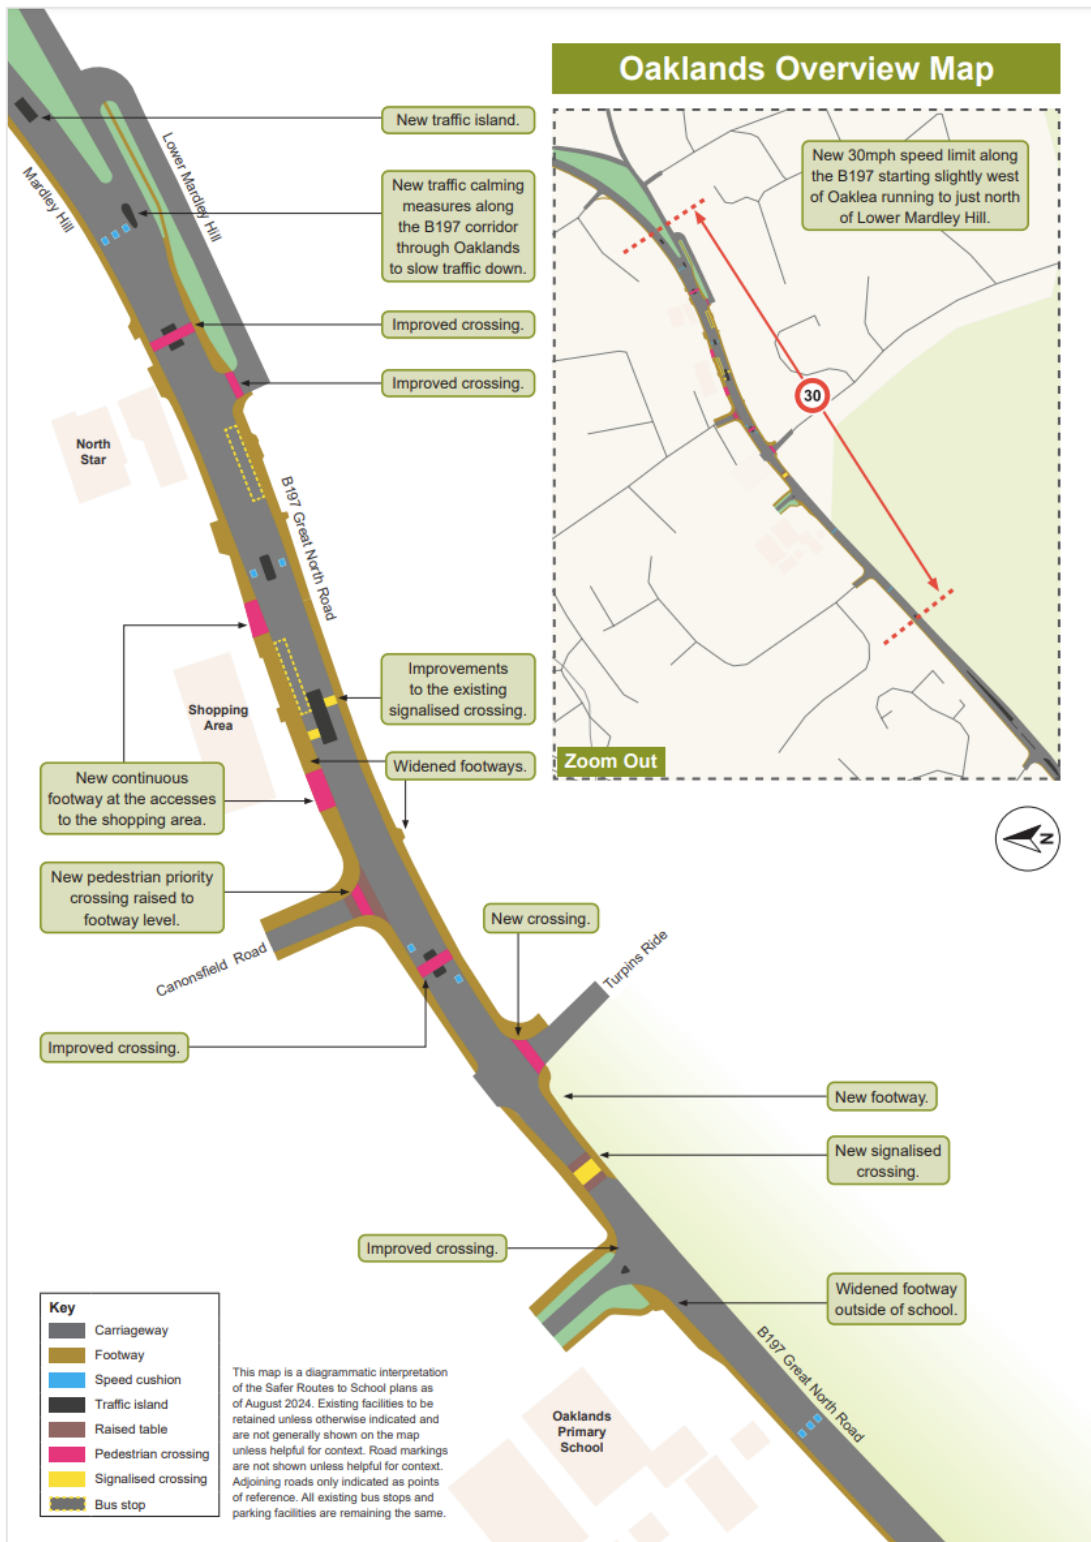 Oaklands Overview Map
New traffic island.
New traffic calming
measures along
the B197 corridor
through Oaklands
to slow traffic down.
Improved crossing.
Improved crossing.
Mardley Hill
Lower Mardley Hill
New 30mph speed limit along
the B197 starting slightly west
of Oaklea running to just north
of Lower Mardley Hill.
30
Zoom Out
N
North
Star
B197 Great North Road
Improvements
to the existing
signalised crossing.
Shopping
Area
Widened footways.
New continuous
footway at the accesses
to the shopping area.
New pedestrian priority
crossing raised to
footway level.
New crossing.
Canonsfield Road
Turpins Ride
Improved crossing.
New footway.
New signalised
crossing.
Improved crossing.
Widened footway
outside of school.
B197 Great North Road
Oaklands
Primary
School
Key
Carriageway
Footway
Speed cushion
Traffic island
Raised table
Pedestrian crossing
Signalised crossing
Bus stop
This map is a diagrammatic interpretation
of the Safer Routes to School plans as
of August 2024. Existing facilities to be
retained unless otherwise indicated and
are not generally shown on the map
unless helpful for context. Road markings
are not shown unless helpful for context.
Adjoining roads only indicated as points
of reference. All existing bus stops and
parking facilities are remaining the same.